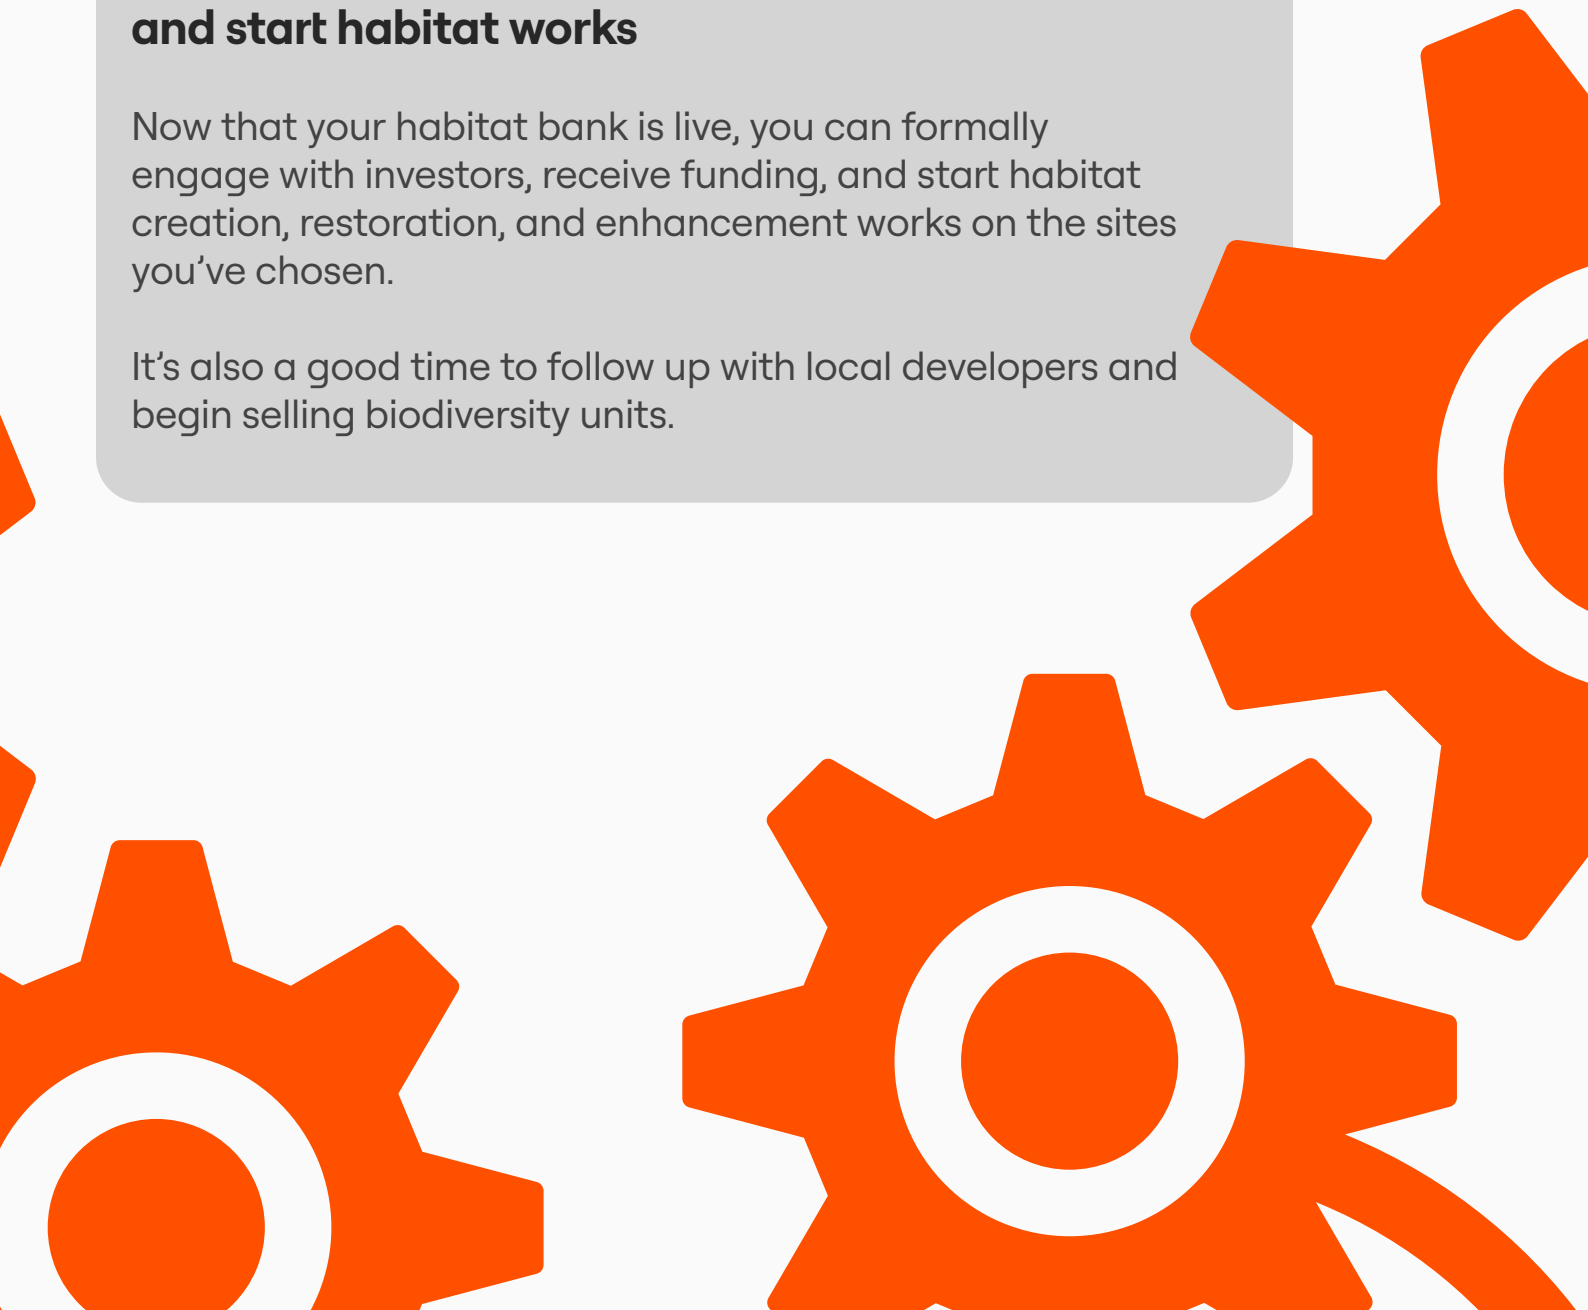 and start habitat works
Now that your habitat bank is live, you can formally
engage with investors, receive funding, and start habitat
creation, restoration, and enhancement works on the sites
you’ve chosen.
It’s also a good time to follow up with local developers and
begin selling biodiversity units.